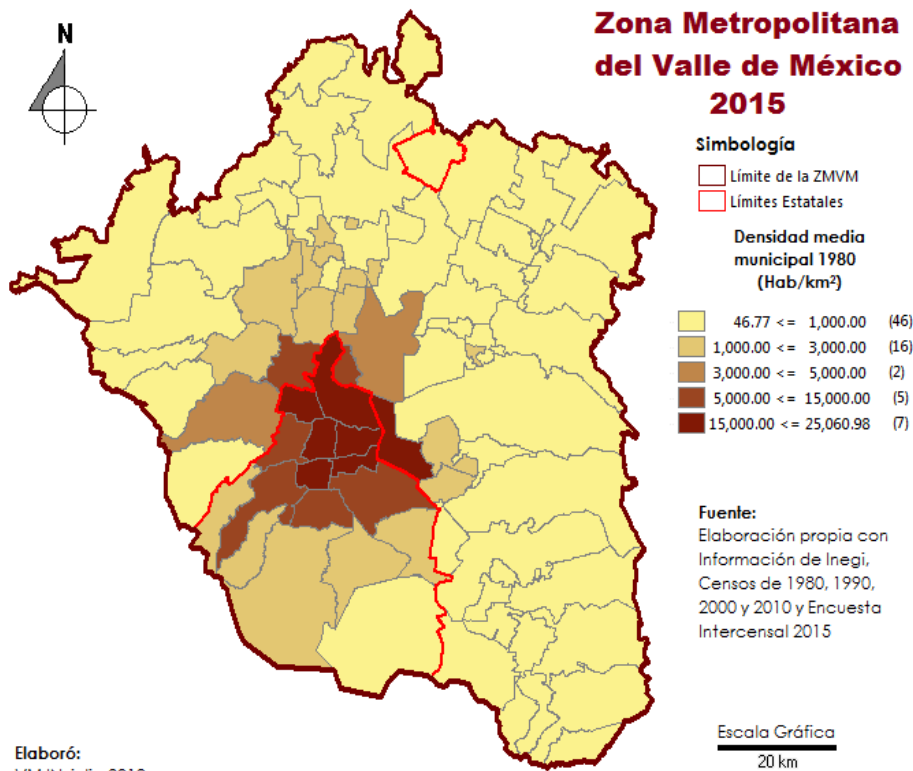 Zona Metropolitana
del Valle de México
2015
N
Simbología
Límite de la ZMVM
Límites Estatales
Densidad media
municipal 1980
(Hab/km²)
46.77 <= 1,000.00 (46)
1,000.00 <= 3,000.00 (16)
3,000.00 <= 5,000.00 (2)
5,000.00 <= 15,000.00 (5)
15,000.00 <= 25,060.98 (7)
Fuente:
Elaboración propia con
Información de Inegi,
Censos de 1980, 1990,
2000 y 2010 y Encuesta
Intercensal 2015
Escala Gráfica
20 km
Elaboró: